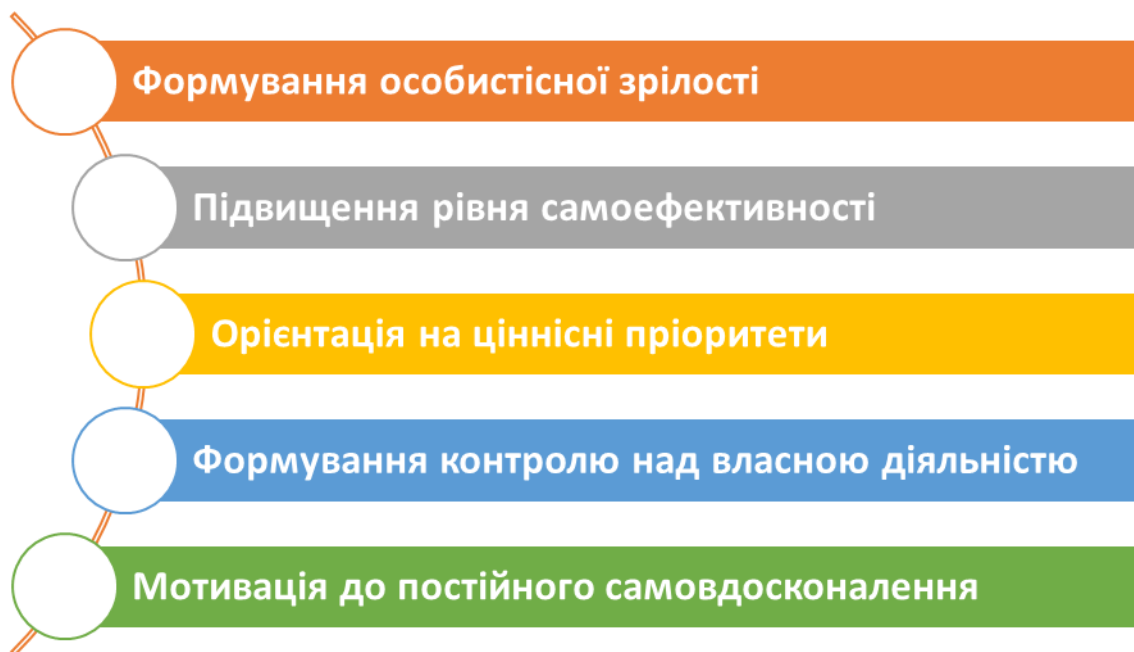 Формування особистісної зрілості
Підвищення рівня самоефективності
Орієнтація на ціннісні пріоритети
Формування контролю над власною діяльністю
Мотивація до постійного самовдосконалення